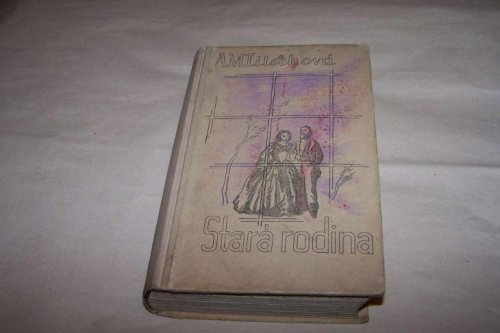 A.M.Tilschová
Stará rodina